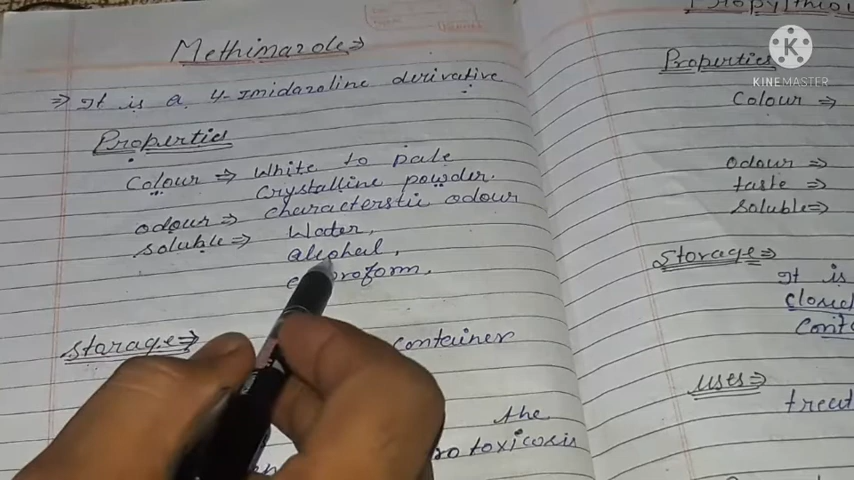 Methimazole⇒
⇒ It is a 4-Imidazoline derivative
Properties
Colour ⇒ White to pale
crystalline powder.
odour ⇒ characterstic odour
soluble ⇒ Water,
alcohal,
storage⇒
container
the
toxicosis
Properties
Colour ⇒
odour ⇒
taste ⇒
soluble⇒
Storage⇒
It is
closed
uses⇒
K
KINEMASTER